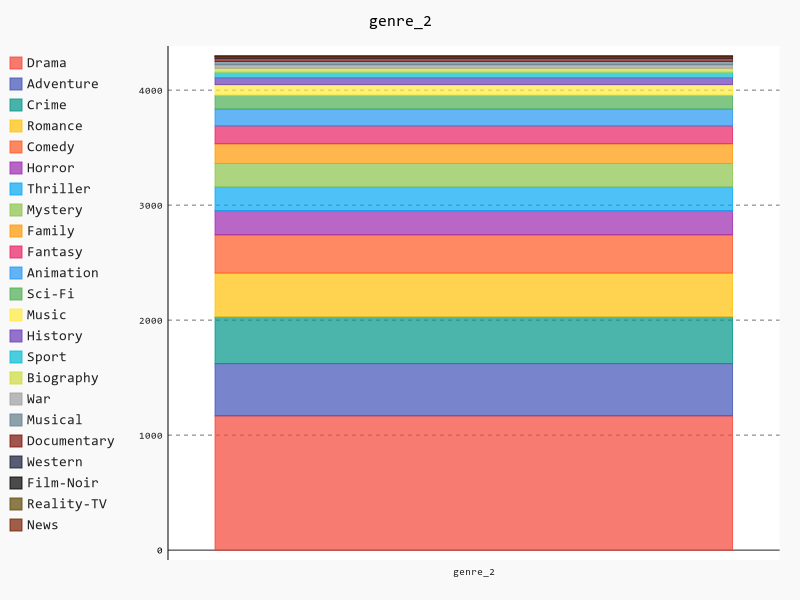 genre_2
Drama
Adventure
Crime
Romance
Comedy
Horror
Thriller
Mystery
Family
Fantasy
Animation
Sci-Fi
Music
History
Sport
Biography
War
Musical
Documentary
Western
Film-Noir
Reality-TV
News
4000
3000
2000
1000
0
genre_2